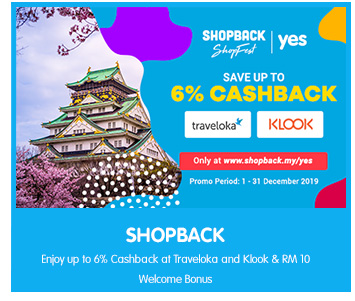 SHOPBACK
ShopFest
yes
SAVE UP TO
6% CASHBACK
traveloka
KLOOK
Only at www.shopback.my/yes
Promo Period: 1 - 31 December 2019
SHOPBACK
Enjoy up to 6% Cashback at Traveloka and Klook & RM 10
Welcome Bonus